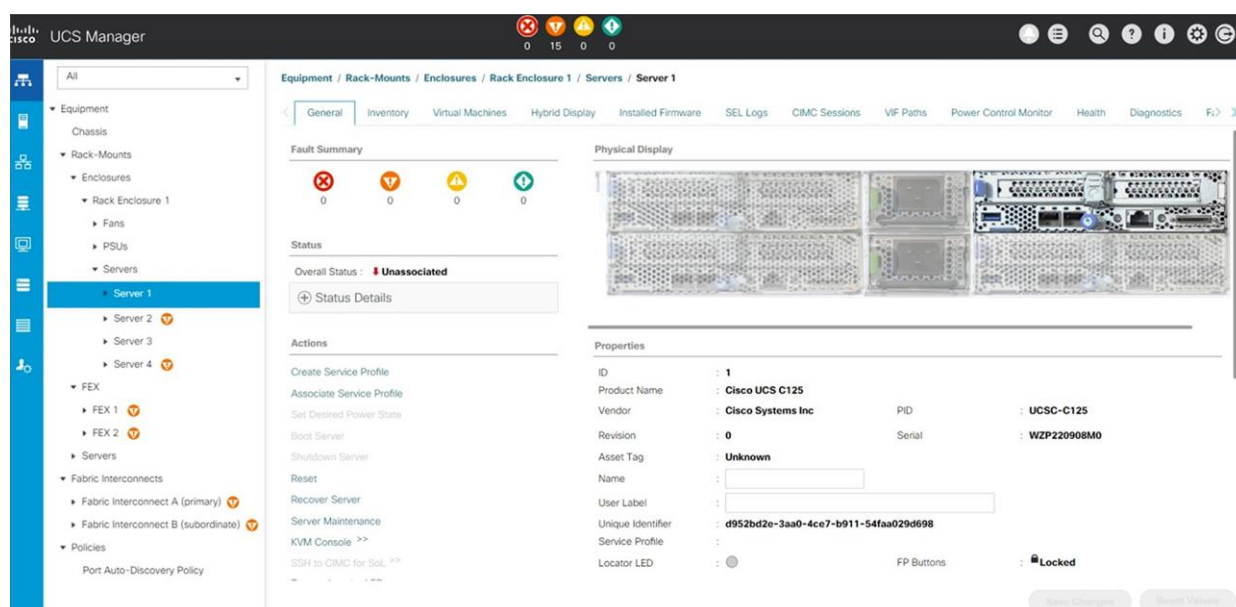 CISCO UCS Manager
0 15 0 0
All
Equipment / Rack-Mounts / Enclosures / Rack Enclosure 1 / Servers / Server 1
General Inventory Virtual Machines Hybrid Display Installed Firmware SEL Logs CIMC Sessions VIF Paths Power Control Monitor Health Diagnostics
Equipment
Chassis
Rack-Mounts
Enclosures
Rack Enclosure 1
Fans
PSUs
Servers
Server 1
Server 2
Server 3
Server 4
FEX
FEX 1
FEX 2
Servers
Fabric Interconnects
Fabric Interconnect A (primary)
Fabric Interconnect B (subordinate)
Policies
Port Auto-Discovery Policy
Fault Summary
0 0 0 0
Status
Overall Status : Unassociated
Status Details
Actions
Create Service Profile
Associate Service Profile
Set Desired Power State
Boot Server
Shutdown Server
Reset
Recover Server
Server Maintenance
KVM Console >>
SSH to CIMC for SoL >>
Physical Display
Properties
ID : 1
Product Name : Cisco UCS C125
Vendor : Cisco Systems Inc PID : UCSC-C125
Revision : 0 Serial : WZP220908M0
Asset Tag : Unknown
Name :
User Label :
Unique Identifier : d952bd2e-3aa0-4ce7-b911-54faa029d698
Service Profile :
Locator LED : FP Buttons : Locked
Save Changes Reset Values